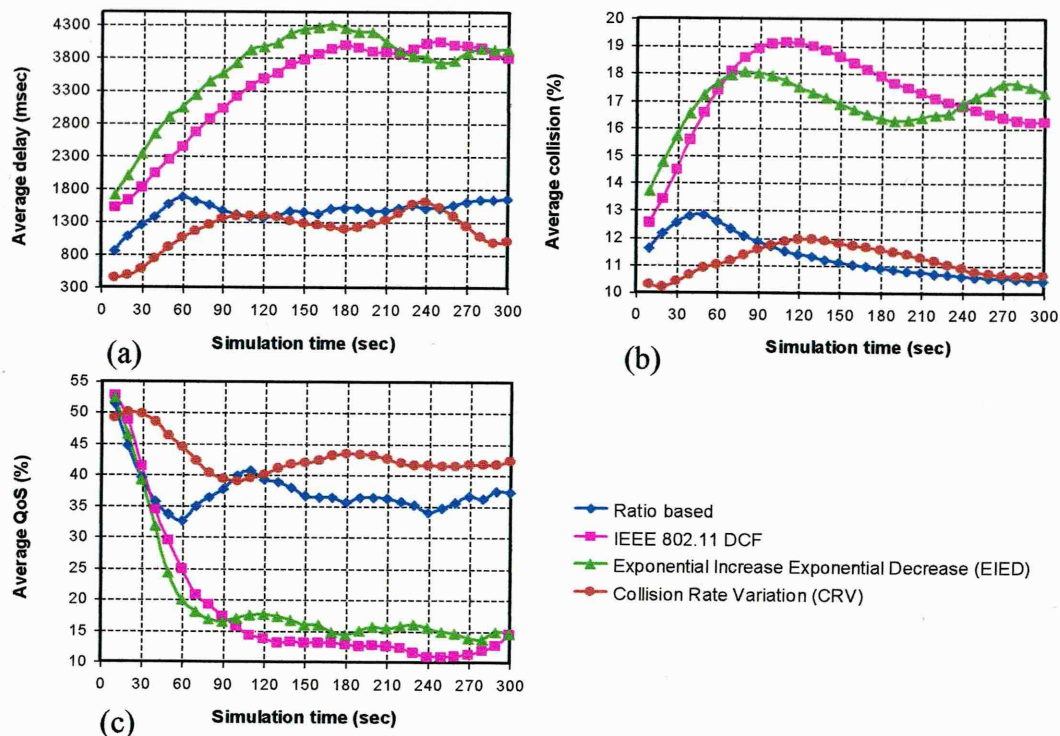 Average delay (msec)
4300
3800
3300
2800
2300
1800
1300
800
300
0 30 60 90 120 150 180 210 240 270 300
(a) Simulation time (sec)
Average collision (%)
20
19
18
17
16
15
14
13
12
11
10
0 30 60 90 120 150 180 210 240 270 300
(b) Simulation time (sec)
Average QoS (%)
55
50
45
40
35
30
25
20
15
10
0 30 60 90 120 150 180 210 240 270 300
(c) Simulation time (sec)
Ratio based
IEEE 802.11 DCF
Exponential Increase Exponential Decrease (EIED)
Collision Rate Variation (CRV)